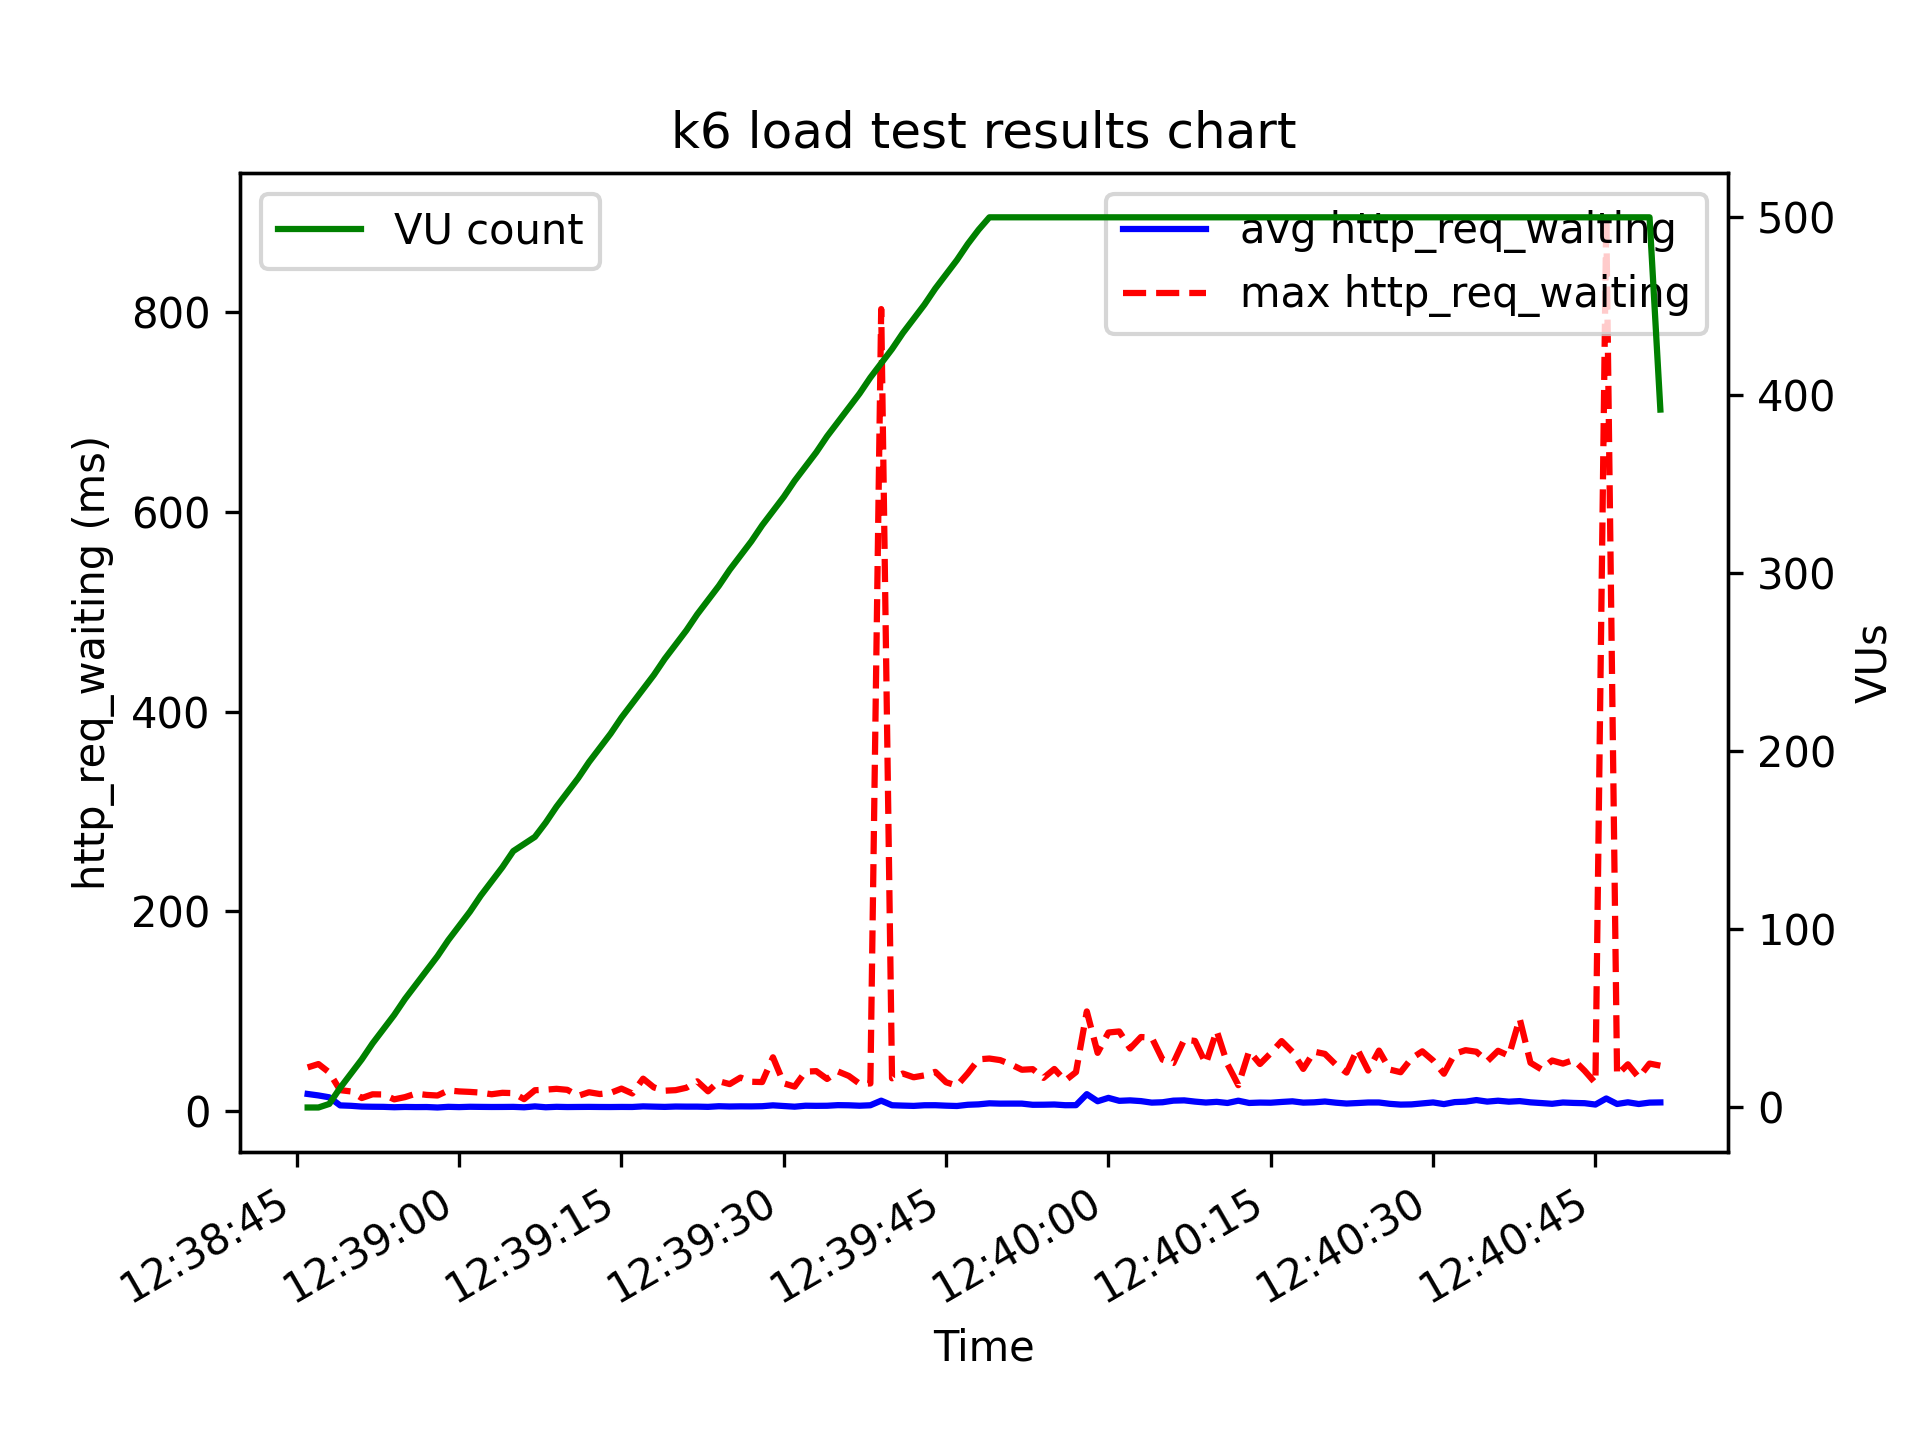 k6 load test results chart
VU count
avg http_req_waiting
max http_req_waiting
http_req_waiting (ms)
800
600
400
200
0
500
400
300
200
100
0
VUs
12:38:45
12:39:00
12:39:15
12:39:30
12:39:45
12:40:00
12:40:15
12:40:30
12:40:45
Time